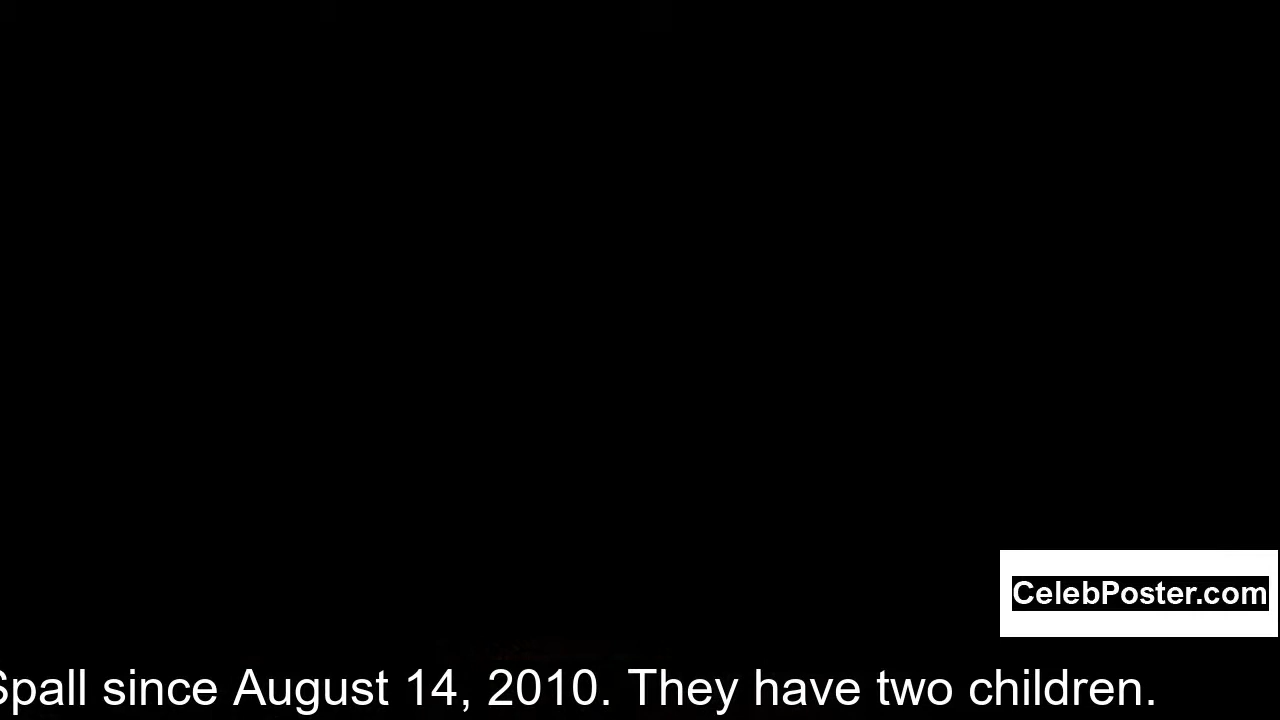 CelebPoster.com
Spall since August 14, 2010. They have two children.